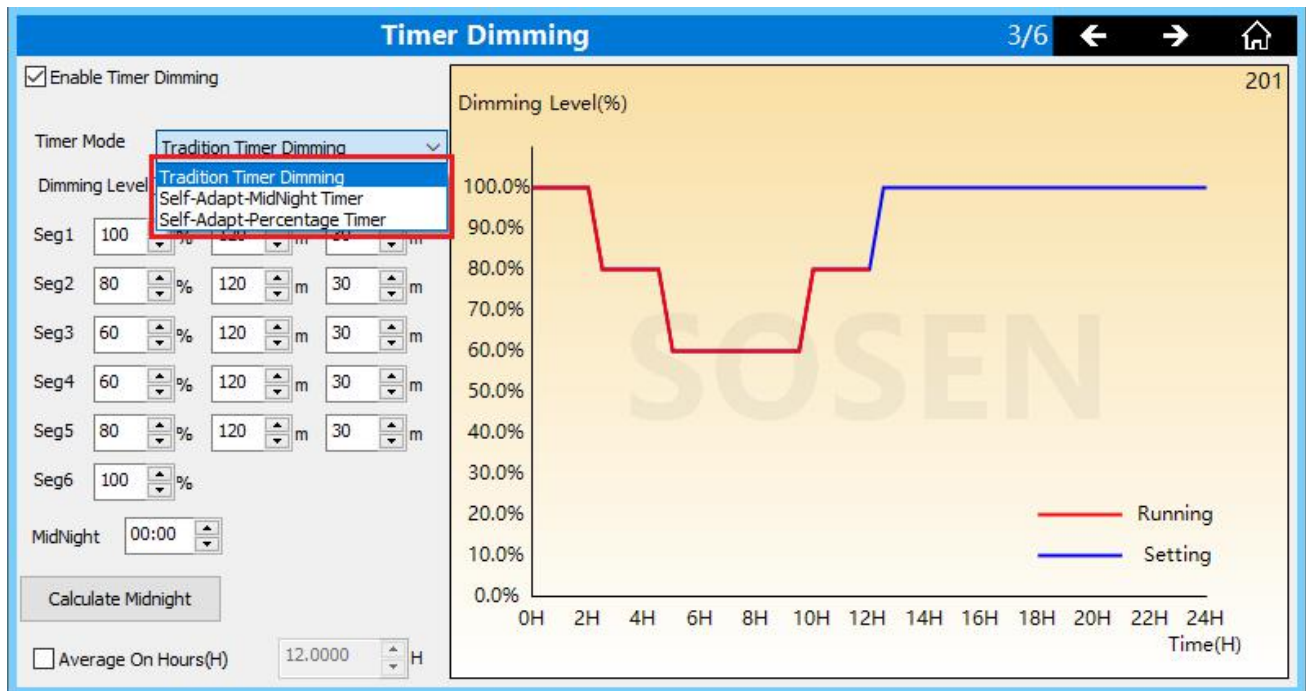 Timer Dimming 3/6
Enable Timer Dimming
Timer Mode Tradition Timer Dimming
Tradition Timer Dimming
Self-Adapt-MidNight Timer
Self-Adapt-Percentage Timer
Dimming Level
Seg1 100 % 120 m 30 m
Seg2 80 % 120 m 30 m
Seg3 60 % 120 m 30 m
Seg4 60 % 120 m 30 m
Seg5 80 % 120 m 30 m
Seg6 100 %
MidNight 00:00
Calculate Midnight
Average On Hours(H) 12.0000 H
201
Dimming Level(%)
100.0%
90.0%
80.0%
70.0%
60.0%
50.0%
40.0%
30.0%
20.0%
10.0%
0.0%
SOSEN
Running
Setting
0H 2H 4H 6H 8H 10H 12H 14H 16H 18H 20H 22H 24H
Time(H)